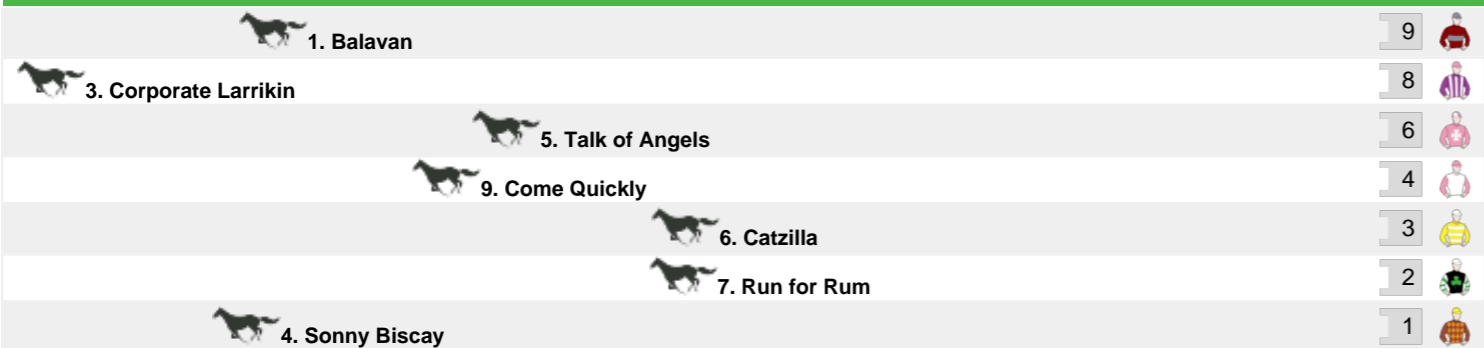 1. Balavan 9
3. Corporate Larrikin 8
5. Talk of Angels 6
9. Come Quickly 4
6. Catzilla 3
7. Run for Rum 2
4. Sonny Biscay 1